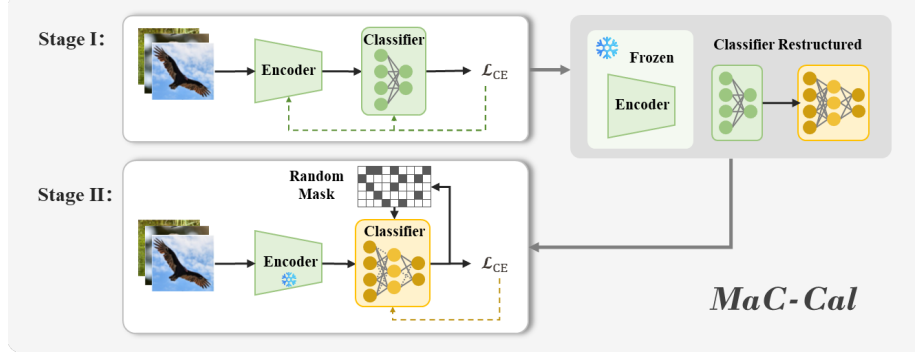 Stage I:
Encoder
Classifier
ℒCE
Frozen
Encoder
Classifier Restructured
Stage II:
Random
Mask
Encoder
Classifier
ℒCE
MaC-Cal